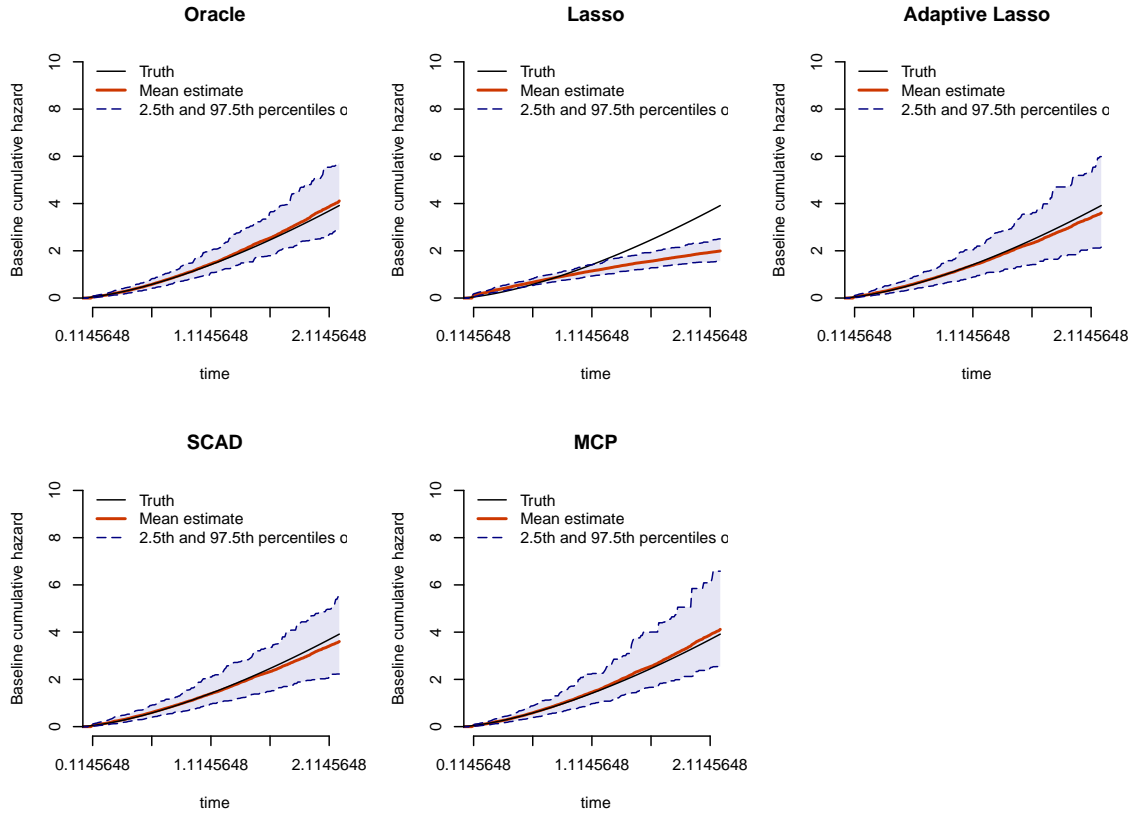 Oracle
Baseline cumulative hazard
0 2 4 6 8 10
Truth
Mean estimate
2.5th and 97.5th percentiles o
0.1145648 1.1145648 2.1145648
time
Lasso
Baseline cumulative hazard
0 2 4 6 8 10
Truth
Mean estimate
2.5th and 97.5th percentiles o
0.1145648 1.1145648 2.1145648
time
Adaptive Lasso
Baseline cumulative hazard
0 2 4 6 8 10
Truth
Mean estimate
2.5th and 97.5th percentiles o
0.1145648 1.1145648 2.1145648
time
SCAD
Baseline cumulative hazard
0 2 4 6 8 10
Truth
Mean estimate
2.5th and 97.5th percentiles o
0.1145648 1.1145648 2.1145648
time
MCP
Baseline cumulative hazard
0 2 4 6 8 10
Truth
Mean estimate
2.5th and 97.5th percentiles o
0.1145648 1.1145648 2.1145648
time